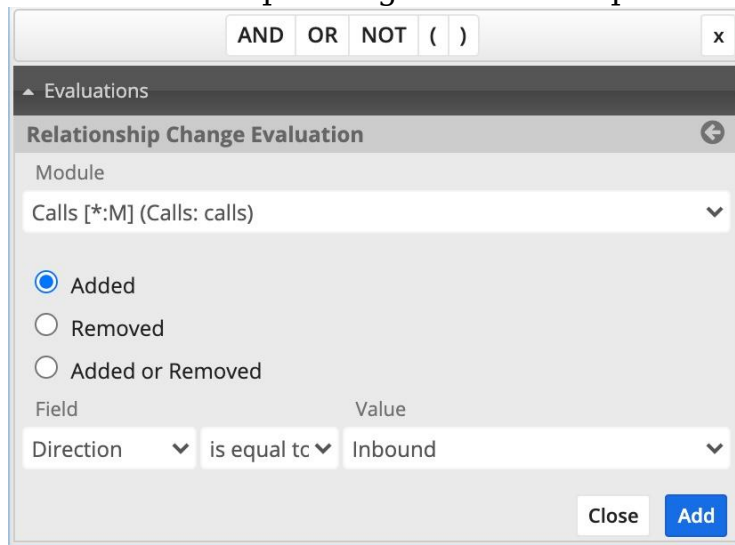 AND OR NOT ( ) x
Evaluations
Relationship Change Evaluation
Module
Calls [*:M] (Calls: calls)
Added
Removed
Added or Removed
Field Value
Direction is equal to Inbound
Close Add